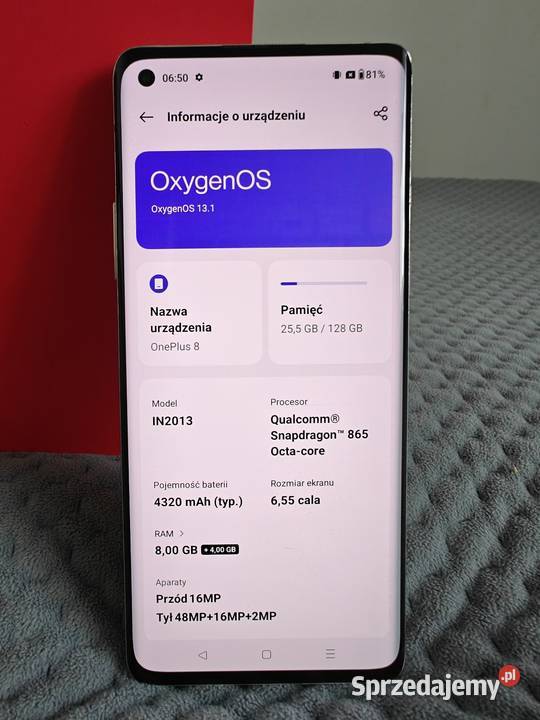 06:50
81%
Informacje o urządzeniu
OxygenOS
OxygenOS 13.1
Nazwa
urządzenia
OnePlus 8
Pamięć
25,5 GB / 128 GB
Model
IN2013
Procesor
Qualcomm®
Snapdragon™ 865
Octa-core
Pojemność baterii
4320 mAh (typ.)
Rozmiar ekranu
6,55 cala
RAM >
8,00 GB + 4,00 GB
Aparaty
Przód 16MP
Tył 48MP+16MP+2MP
Sprzedajemy.pl